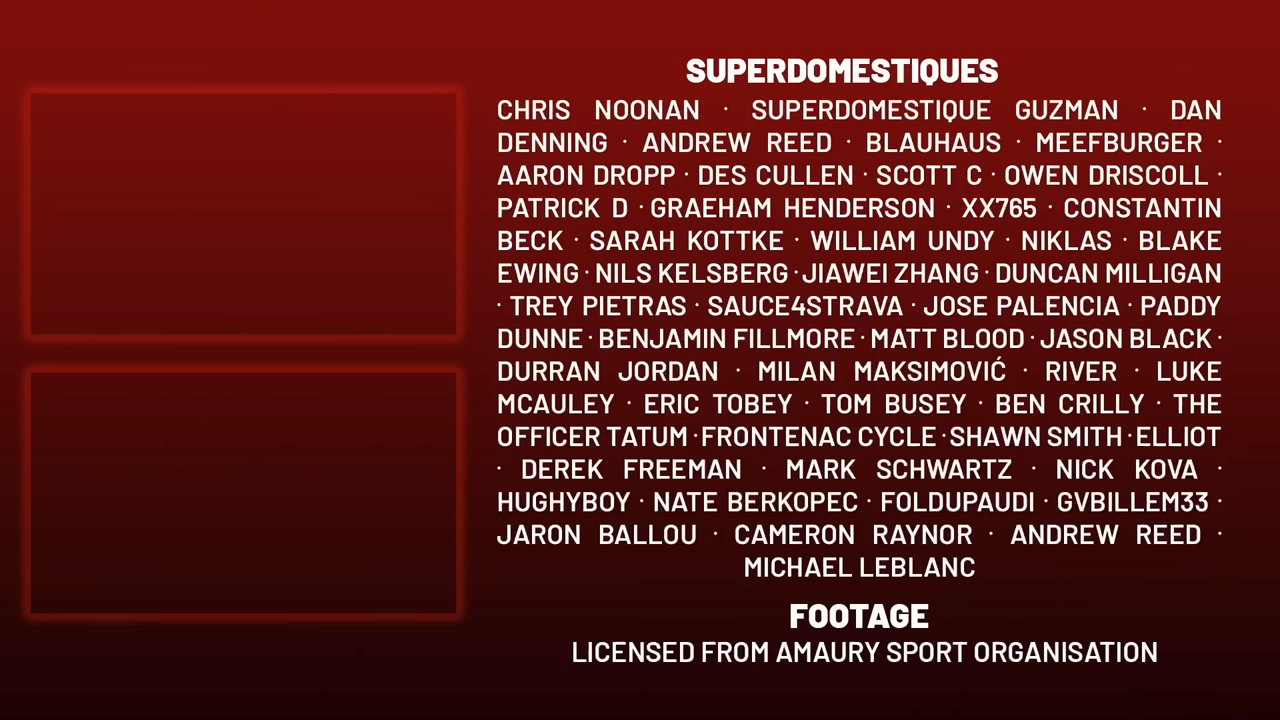 SUPERDOMESTIQUES
CHRIS NOONAN · SUPERDOMESTIQUE GUZMAN · DAN
DENNING · ANDREW REED · BLAUHAUS · MEEFBURGER ·
AARON DROPP · DES CULLEN · SCOTT C · OWEN DRISCOLL ·
PATRICK D · GRAEHAM HENDERSON · XX765 · CONSTANTIN
BECK · SARAH KOTTKE · WILLIAM UNDY · NIKLAS · BLAKE
EWING · NILS KELSBERG · JIAWEI ZHANG · DUNCAN MILLIGAN
· TREY PIETRAS · SAUCE4STRAVA · JOSE PALENCIA · PADDY
DUNNE · BENJAMIN FILLMORE · MATT BLOOD · JASON BLACK ·
DURRAN JORDAN · MILAN MAKSIMOVIĆ · RIVER · LUKE
MCAULEY · ERIC TOBEY · TOM BUSEY · BEN CRILLY · THE
OFFICER TATUM · FRONTENAC CYCLE · SHAWN SMITH · ELLIOT
· DEREK FREEMAN · MARK SCHWARTZ · NICK KOVA ·
HUGHYBOY · NATE BERKOPEC · FOLDUPAUDI · GVBILLEM33 ·
JARON BALLOU · CAMERON RAYNOR · ANDREW REED ·
MICHAEL LEBLANC
FOOTAGE
LICENSED FROM AMAURY SPORT ORGANISATION